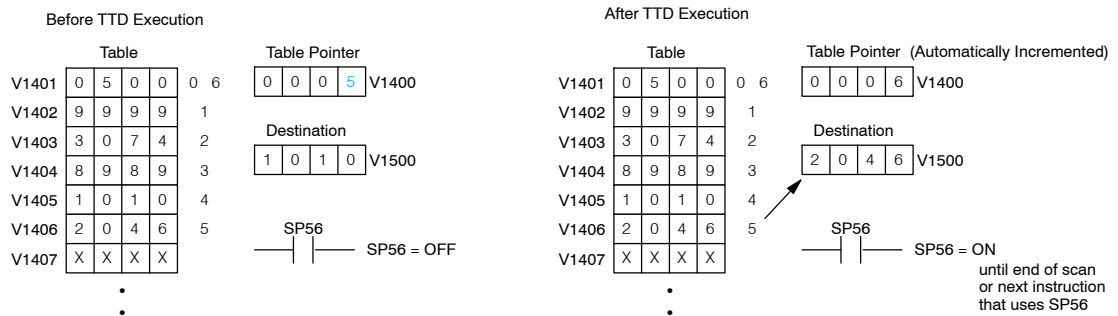 Before TTD Execution
Table
Table Pointer
V1401 0 5 0 0 0 6
0 0 0 5 V1400
V1402 9 9 9 9 1
V1403 3 0 7 4 2
Destination
V1404 8 9 8 9 3
1 0 1 0 V1500
V1405 1 0 1 0 4
V1406 2 0 4 6 5
V1407 X X X X
SP56
SP56 = OFF
After TTD Execution
Table
Table Pointer (Automatically Incremented)
V1401 0 5 0 0 0 6
0 0 0 6 V1400
V1402 9 9 9 9 1
V1403 3 0 7 4 2
Destination
V1404 8 9 8 9 3
2 0 4 6 V1500
V1405 1 0 1 0 4
V1406 2 0 4 6 5
V1407 X X X X
SP56
SP56 = ON
until end of scan
or next instruction
that uses SP56